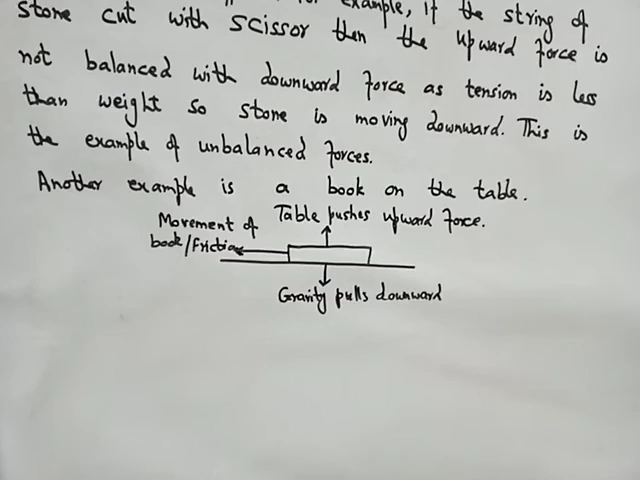 example, if the string of
stone cut with scissor then the upward force is
not balanced with downward force as tension is less
than weight so stone is moving downward. This is
the example of unbalanced forces.
Another example is a book on the table.
Movement of
book/Friction
Table pushes upward force.
Gravity pulls downward